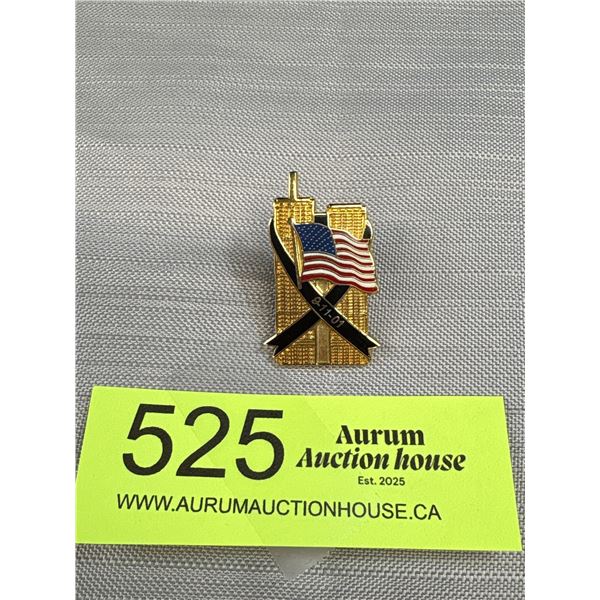 9-11-01
525
Aurum
Auction house
Est. 2025
WWW.AURUMAUCTIONHOUSE.CA